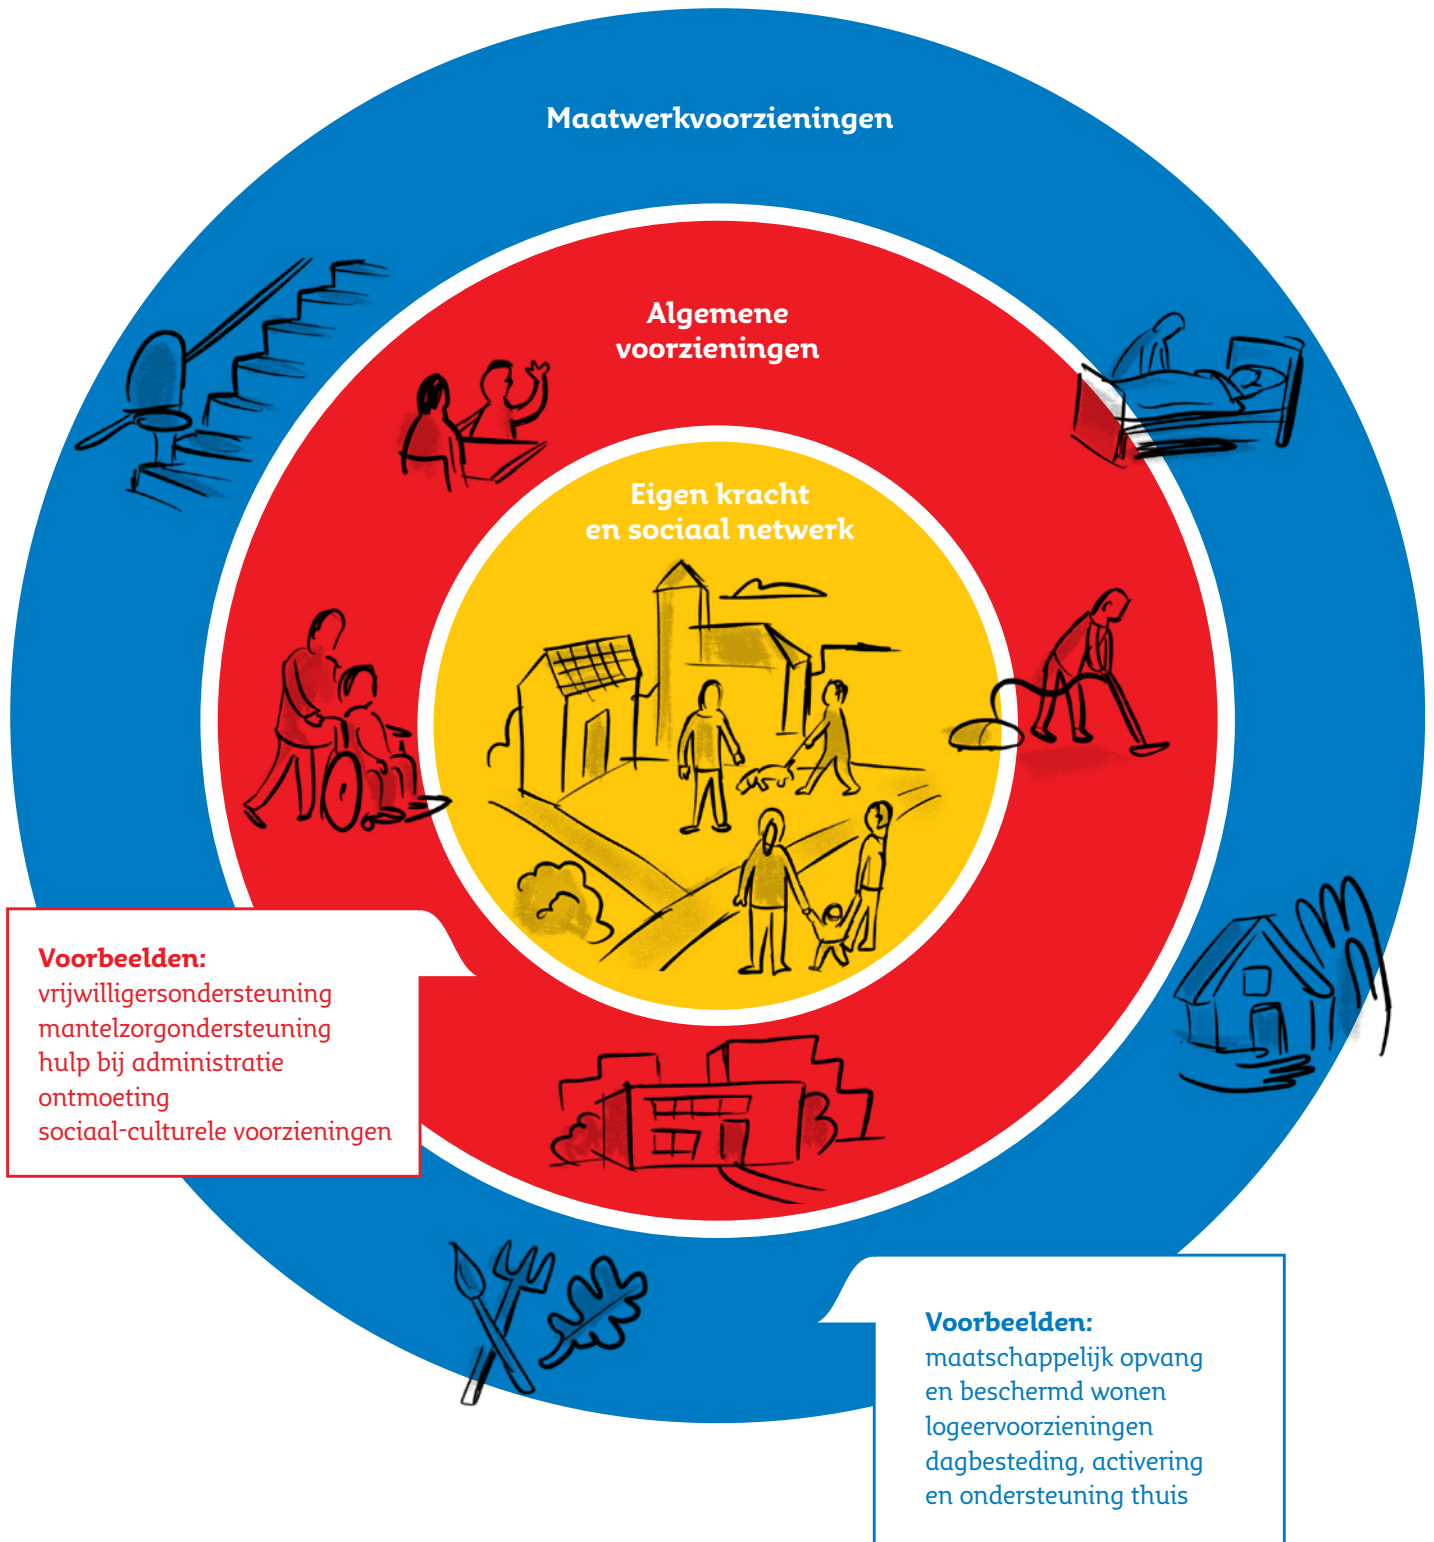 Maatwerkvoorzieningen
Algemene
voorzieningen
Eigen kracht
en sociaal netwerk
Voorbeelden:
vrijwilligersondersteuning
mantelzorgondersteuning
hulp bij administratie
ontmoeting
sociaal-culturele voorzieningen
Voorbeelden:
maatschappelijk opvang
en beschermd wonen
logeervoorzieningen
dagbesteding, activering
en ondersteuning thuis